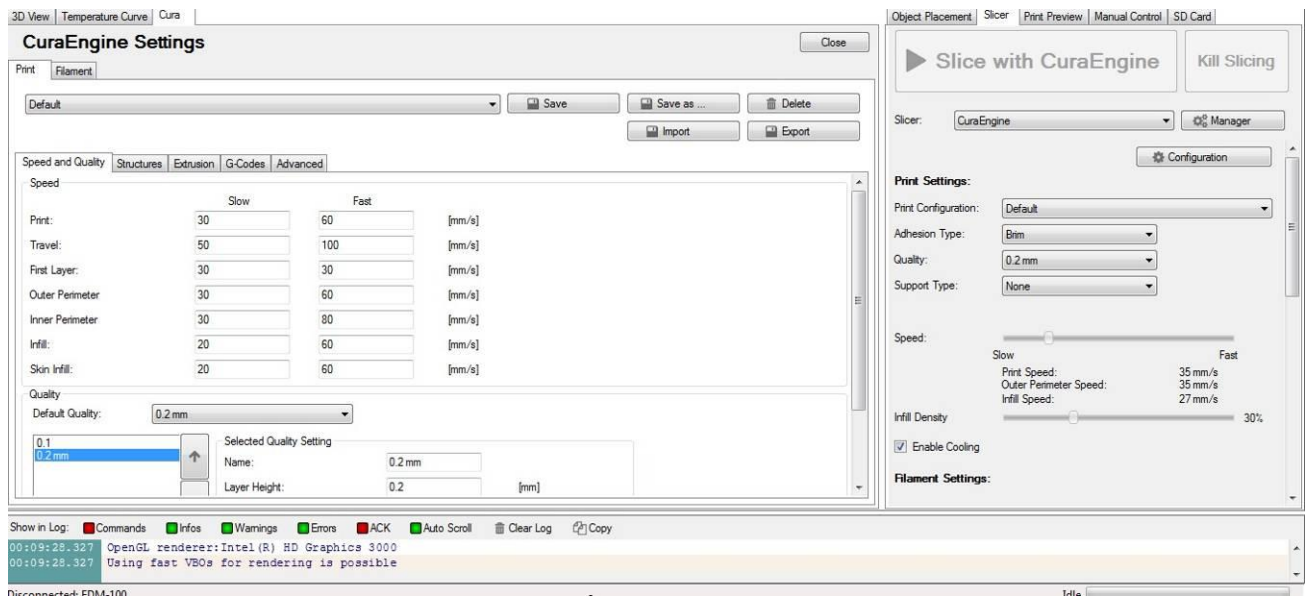 3D View Temperature Curve Cura
CuraEngine Settings
Close
Print Filament
Default Save Save as ... Delete
Import Export
Speed and Quality Structures Extrusion G-Codes Advanced
Speed
Slow Fast
Print: 30 60 [mm/s]
Travel: 50 100 [mm/s]
First Layer: 30 30 [mm/s]
Outer Perimeter 30 60 [mm/s]
Inner Perimeter 30 80 [mm/s]
Infill: 20 60 [mm/s]
Skin Infill: 20 60 [mm/s]
Quality
Default Quality: 0.2 mm
0.1
0.2 mm
Selected Quality Setting
Name: 0.2 mm
Layer Height: 0.2 [mm]
Object Placement Slicer Print Preview Manual Control SD Card
Slice with CuraEngine Kill Slicing
Slicer: CuraEngine Manager
Configuration
Print Settings:
Print Configuration: Default
Adhesion Type: Brim
Quality: 0.2 mm
Support Type: None
Speed:
Slow Fast
Print Speed: 35 mm/s
Outer Perimeter Speed: 35 mm/s
Infill Speed: 27 mm/s
Infill Density 30%
Enable Cooling
Filament Settings:
Show in Log: Commands Infos Warnings Errors ACK Auto Scroll Clear Log Copy
00:09:28.327 OpenGL renderer:Intel(R) HD Graphics 3000
00:09:28.327 Using fast VBOs for rendering is possible
Disconnected: FDM-100 Idle